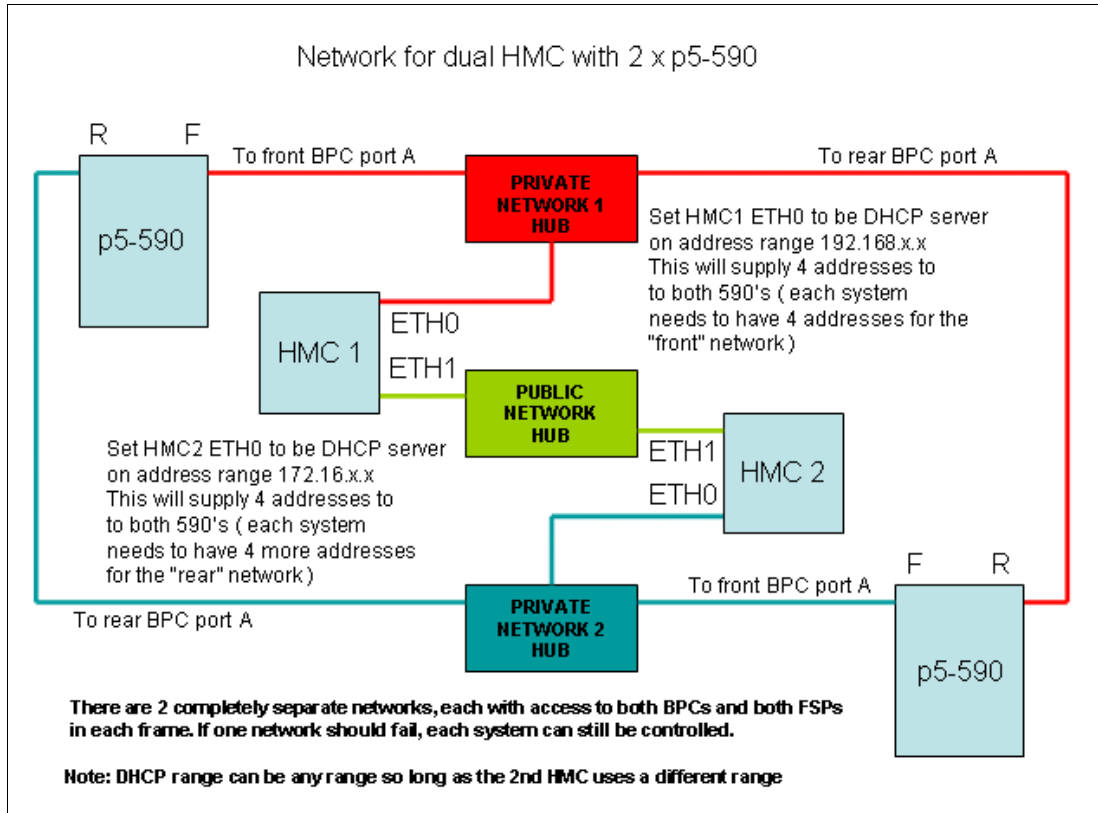 Network for dual HMC with 2 x p5-590
R F
To front BPC port A
To rear BPC port A
PRIVATE
NETWORK 1
HUB
p5-590
Set HMC1 ETH0 to be DHCP server
on address range 192.168.x.x
This will supply 4 addresses to
to both 590's ( each system
needs to have 4 addresses for the
"front" network )
HMC 1
ETH0
ETH1
PUBLIC
NETWORK
HUB
ETH1
ETH0
HMC 2
Set HMC2 ETH0 to be DHCP server
on address range 172.16.x.x
This will supply 4 addresses to
to both 590's ( each system
needs to have 4 more addresses
for the "rear" network )
F R
To rear BPC port A
PRIVATE
NETWORK 2
HUB
To front BPC port A
p5-590
There are 2 completely separate networks, each with access to both BPCs and both FSPs
in each frame. If one network should fail, each system can still be controlled.
Note: DHCP range can be any range so long as the 2nd HMC uses a different range